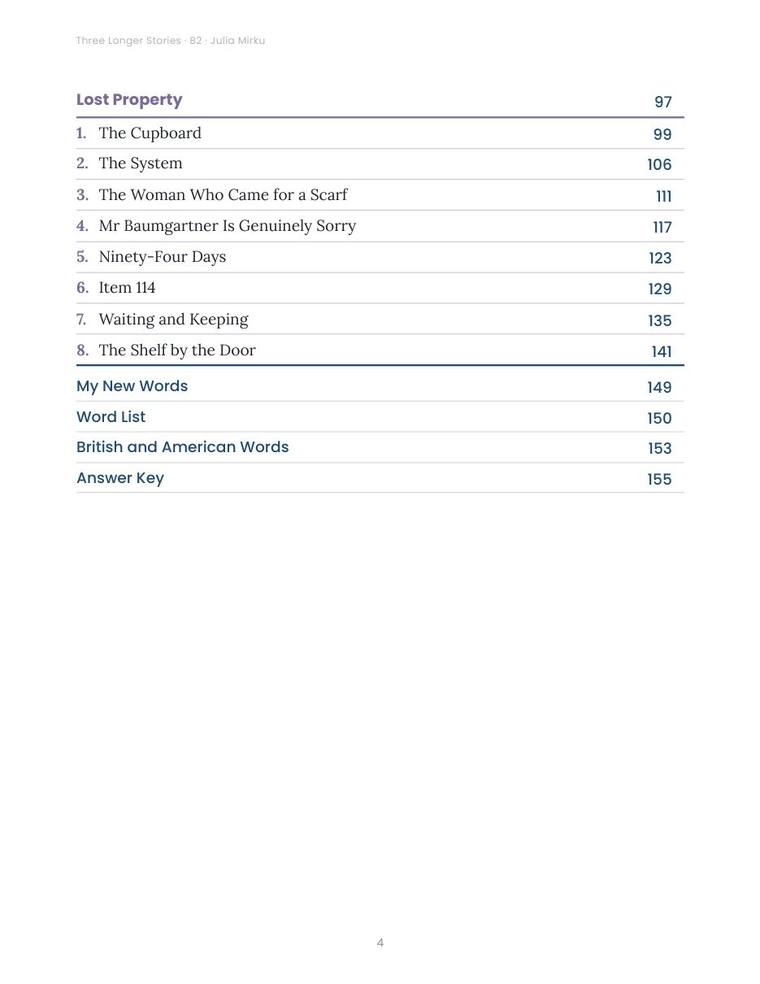 Three Longer Stories · B2 · Julia Mirku
Lost Property 97
1. The Cupboard 99
2. The System 106
3. The Woman Who Came for a Scarf 111
4. Mr Baumgartner Is Genuinely Sorry 117
5. Ninety-Four Days 123
6. Item 114 129
7. Waiting and Keeping 135
8. The Shelf by the Door 141
My New Words 149
Word List 150
British and American Words 153
Answer Key 155
4